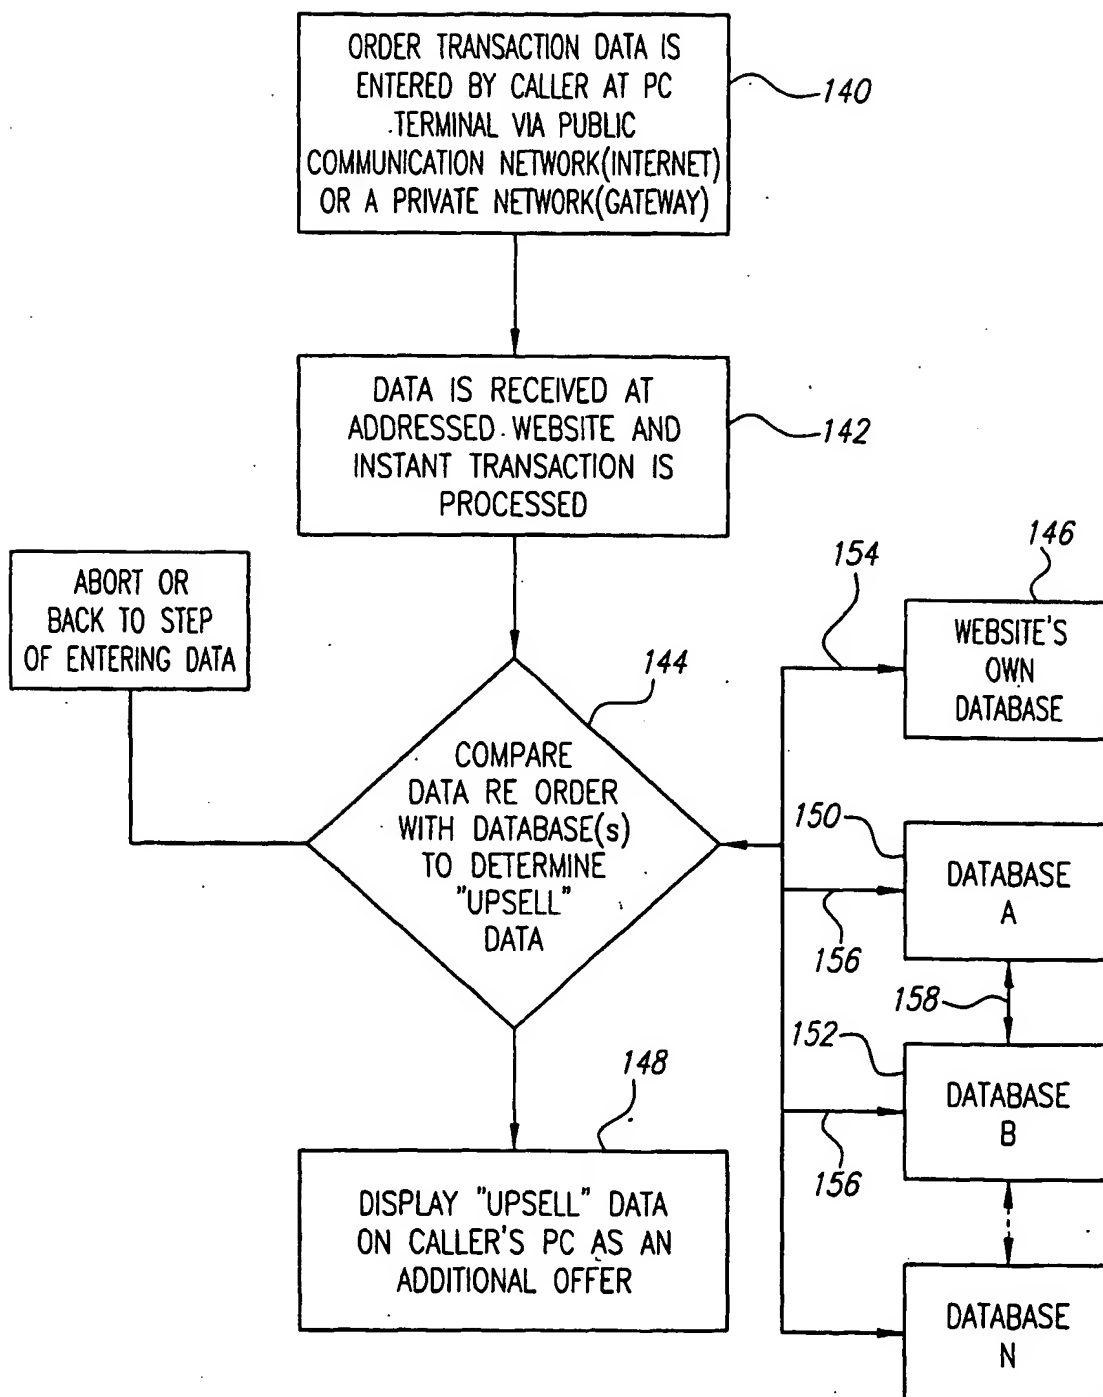 ORDER TRANSACTION DATA IS
ENTERED BY CALLER AT PC
TERMINAL VIA PUBLIC
COMMUNICATION NETWORK(INTERNET)
OR A PRIVATE NETWORK(GATEWAY)
140
DATA IS RECEIVED AT
ADDRESSED WEBSITE AND
INSTANT TRANSACTION IS
PROCESSED
142
ABORT OR
BACK TO STEP
OF ENTERING DATA
144
COMPARE
DATA RE ORDER
WITH DATABASE(s)
TO DETERMINE
"UPSELL"
DATA
154
146
WEBSITE'S
OWN
DATABASE
150
DATABASE
A
156
158
152
DATABASE
B
156
148
DISPLAY "UPSELL" DATA
ON CALLER'S PC AS AN
ADDITIONAL OFFER
DATABASE
N